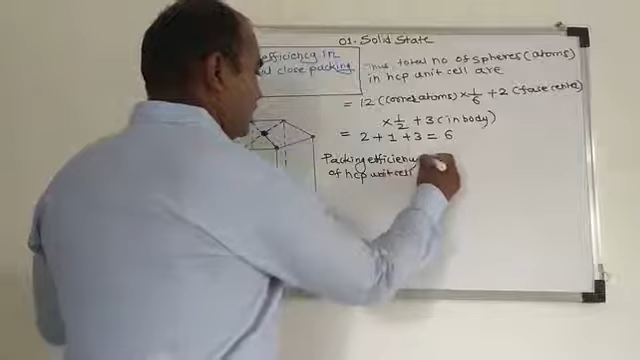 01. Solid State
efficiency in
al close packing
Thus total no of spheres (atoms)
in hcp unit cell are
= 12 (corner atoms) × 1/6 + 2 (face centre)
× 1/2 + 3 (in body)
= 2 + 1 + 3 = 6
Packing efficiency
of hcp unit cell